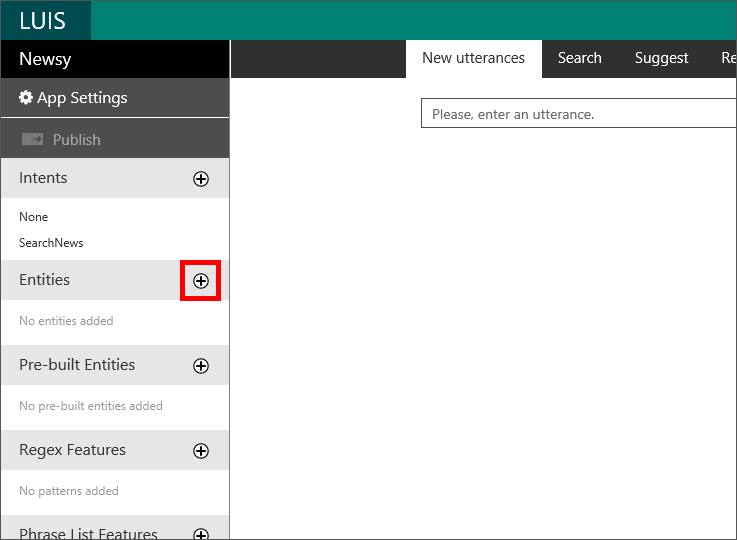 LUIS
Newsy
App Settings
Publish
Intents
None
SearchNews
Entities
No entities added
Pre-built Entities
No pre-built entities added
Regex Features
No patterns added
Phrase List Features
New utterances Search Suggest Re
Please, enter an utterance.